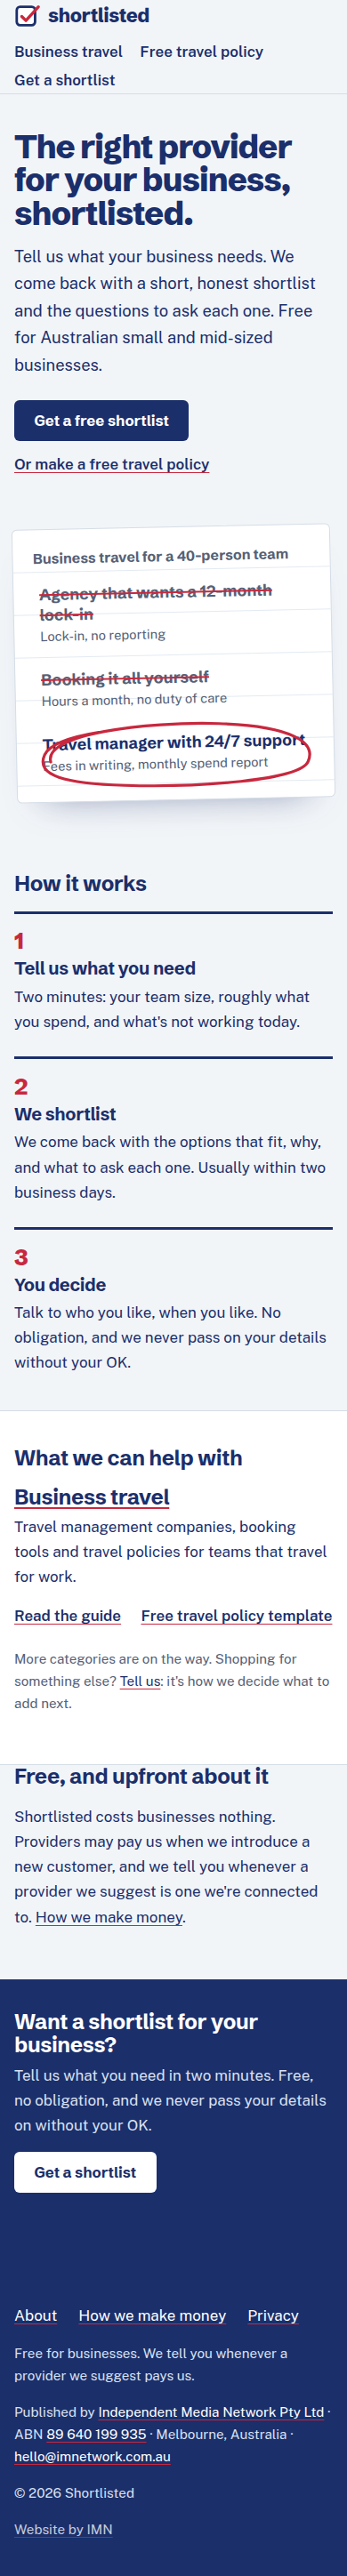 shortlisted
Business travel Free travel policy
Get a shortlist
The right provider
for your business,
shortlisted.
Tell us what your business needs. We
come back with a short, honest shortlist
and the questions to ask each one. Free
for Australian small and mid-sized
businesses.
Get a free shortlist
Or make a free travel policy
Business travel for a 40-person team
Agency that wants a 12-month
lock-in
Lock-in, no reporting
Booking it all yourself
Hours a month, no duty of care
Travel manager with 24/7 support
Fees in writing, monthly spend report
How it works
1
Tell us what you need
Two minutes: your team size, roughly what
you spend, and what's not working today.
2
We shortlist
We come back with the options that fit, why,
and what to ask each one. Usually within two
business days.
3
You decide
Talk to who you like, when you like. No
obligation, and we never pass on your details
without your OK.
What we can help with
Business travel
Travel management companies, booking
tools and travel policies for teams that travel
for work.
Read the guide Free travel policy template
More categories are on the way. Shopping for
something else? Tell us: it's how we decide what to
add next.
Free, and upfront about it
Shortlisted costs businesses nothing.
Providers may pay us when we introduce a
new customer, and we tell you whenever a
provider we suggest is one we're connected
to. How we make money.
Want a shortlist for your
business?
Tell us what you need in two minutes. Free,
no obligation, and we never pass your details
on without your OK.
Get a shortlist
About How we make money Privacy
Free for businesses. We tell you whenever a
provider we suggest pays us.
Published by Independent Media Network Pty Ltd ·
ABN 89 640 199 935 · Melbourne, Australia ·
hello@imnetwork.com.au
© 2026 Shortlisted
Website by IMN